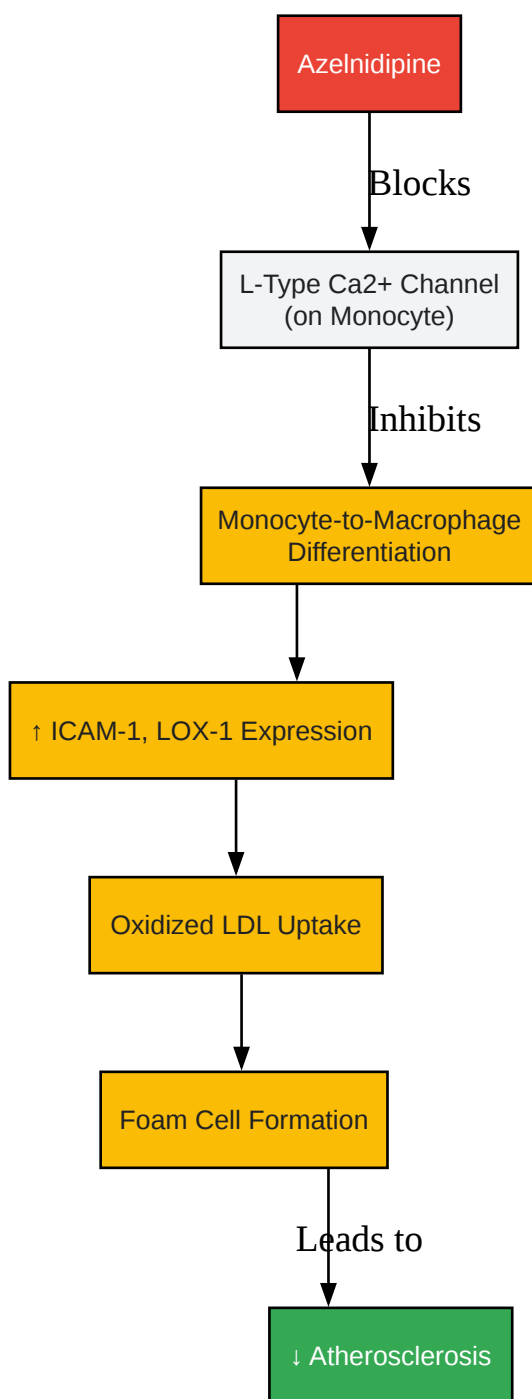 Azelnidipine
Blocks
L-Type Ca2+ Channel
(on Monocyte)
Inhibits
Monocyte-to-Macrophage
Differentiation
↑ ICAM-1, LOX-1 Expression
Oxidized LDL Uptake
Foam Cell Formation
Leads to
↓ Atherosclerosis